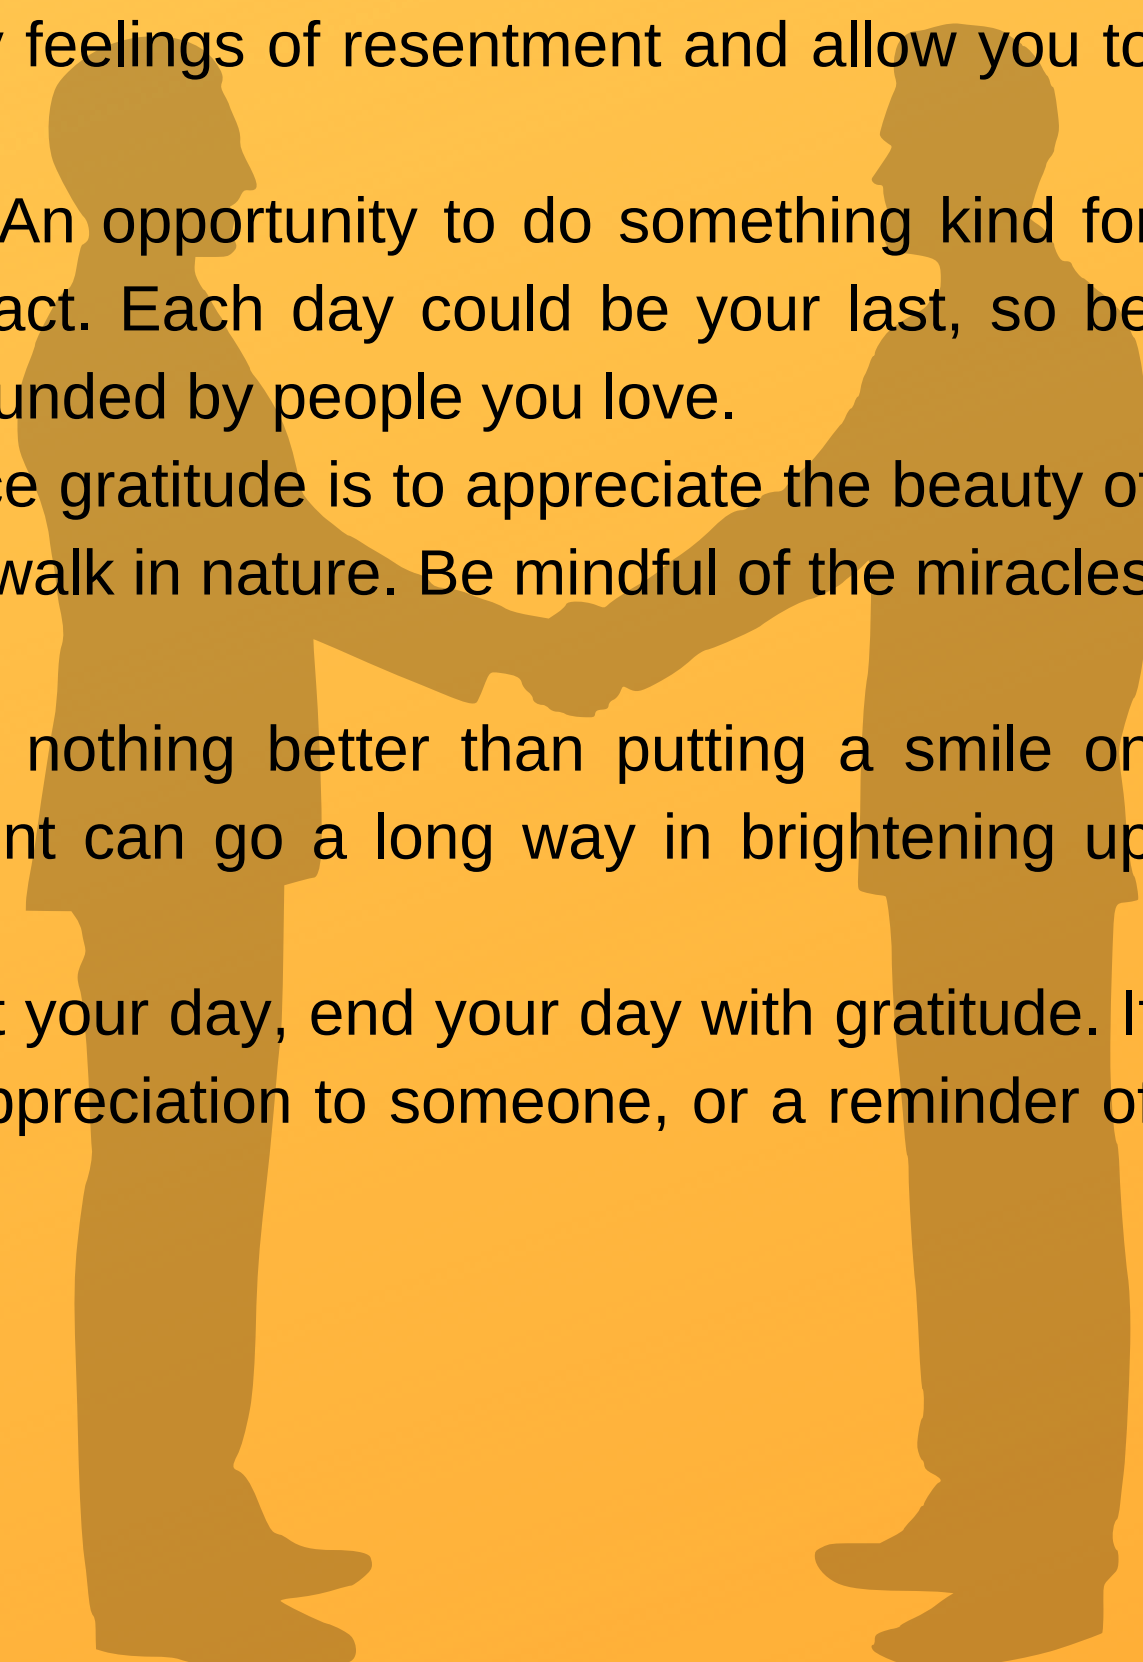 feelings of resentment and allow you to
An opportunity to do something kind for
act. Each day could be your last, so be
unded by people you love.
ce gratitude is to appreciate the beauty of
walk in nature. Be mindful of the miracles
nothing better than putting a smile on
nt can go a long way in brightening up
your day, end your day with gratitude. It
ppreciation to someone, or a reminder of